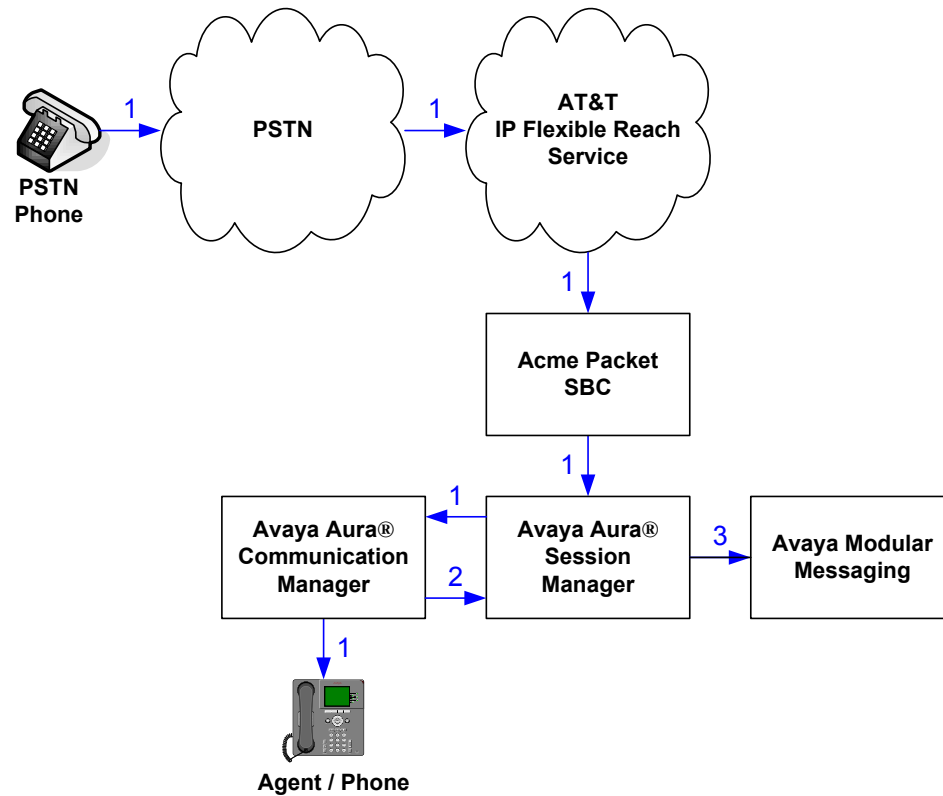 1
1
PSTN
AT&T
IP Flexible Reach
Service
PSTN
Phone
1
Acme Packet
SBC
1
1
Avaya Aura®
Communication
Manager
2
Avaya Aura®
Session
Manager
3
Avaya Modular
Messaging
1
Agent / Phone